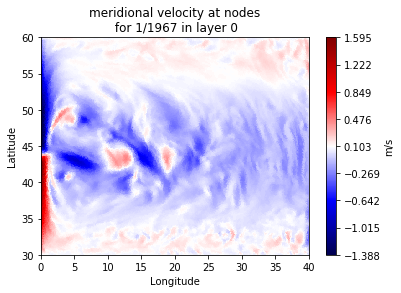 meridional velocity at nodes
for 1/1967 in layer 0
60
55
50
45
40
35
30
Latitude
0 5 10 15 20 25 30 35 40
Longitude
1.595
1.222
0.849
0.476
0.103
−0.269
−0.642
−1.015
−1.388
m/s